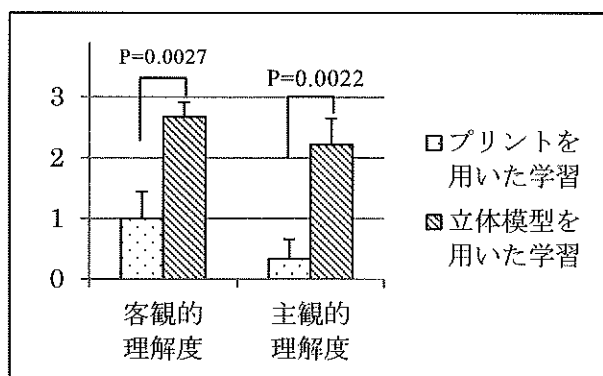 P=0.0027
P=0.0022
3
2
1
0
プリントを
用いた学習
立体模型を
用いた学習
客観的
理解度
主観的
理解度